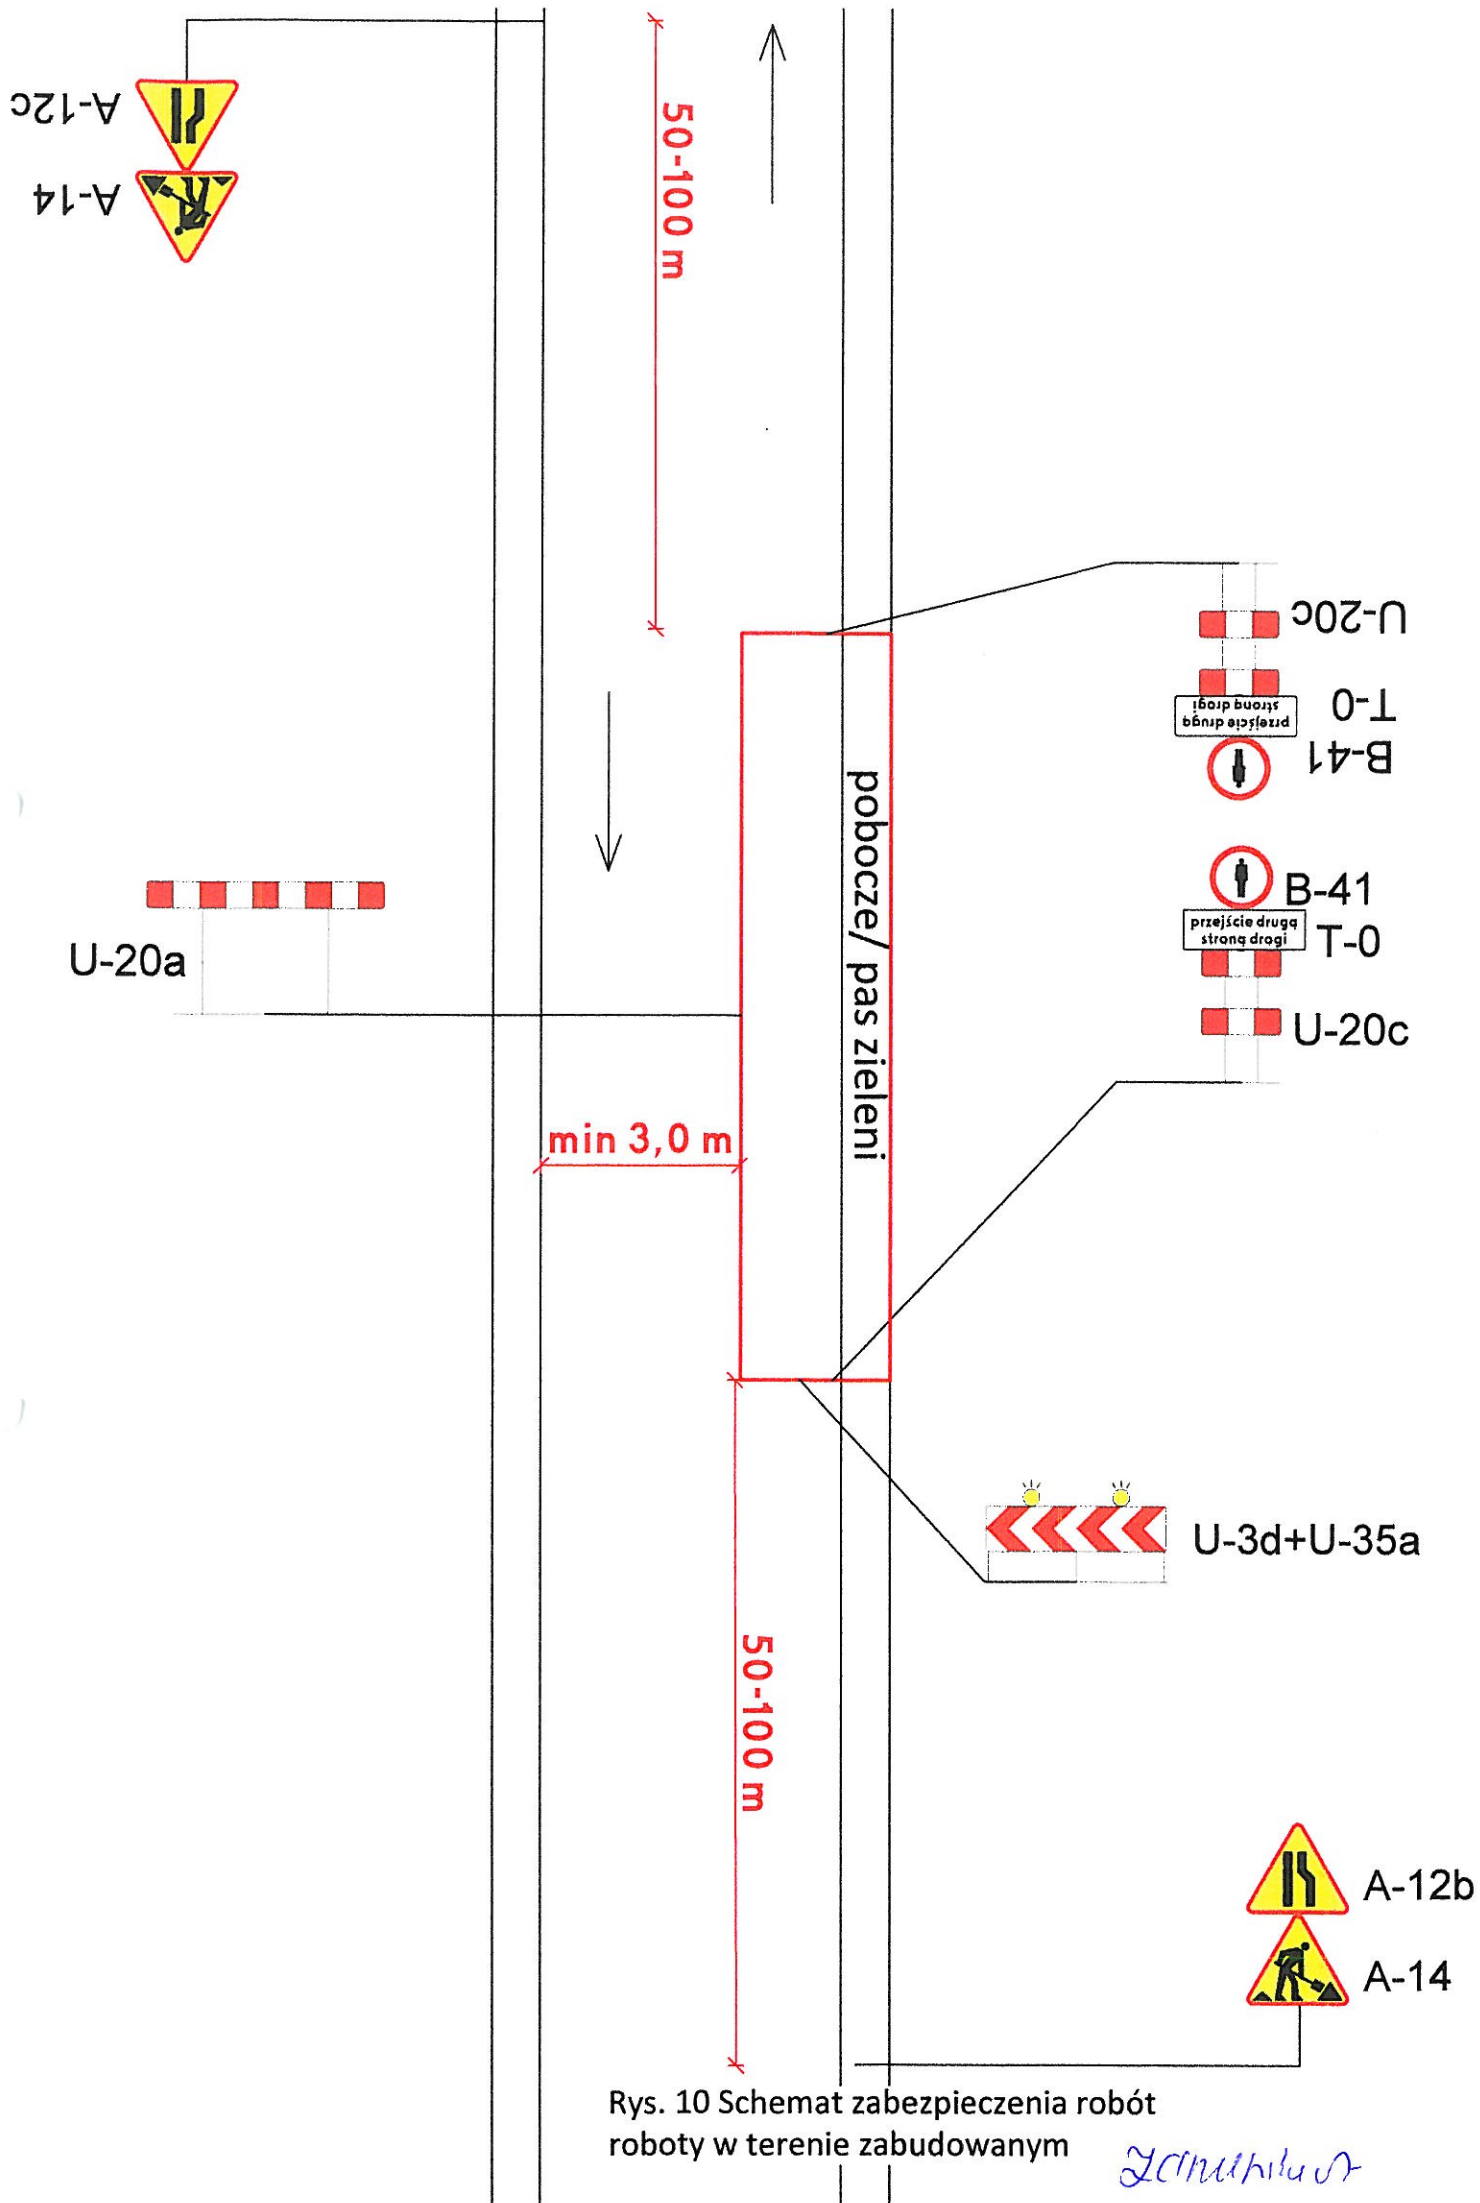 A-12c
A-14
50-100 m
U-20c
T-0
przejście drugą
stroną drogi
B-41
pobocze/ pas zieleni
B-41
przejście drugą
stroną drogi
T-0
U-20a
U-20c
min 3,0 m
U-3d+U-35a
50-100 m
A-12b
A-14
Rys. 10 Schemat zabezpieczenia robót
roboty w terenie zabudowanym